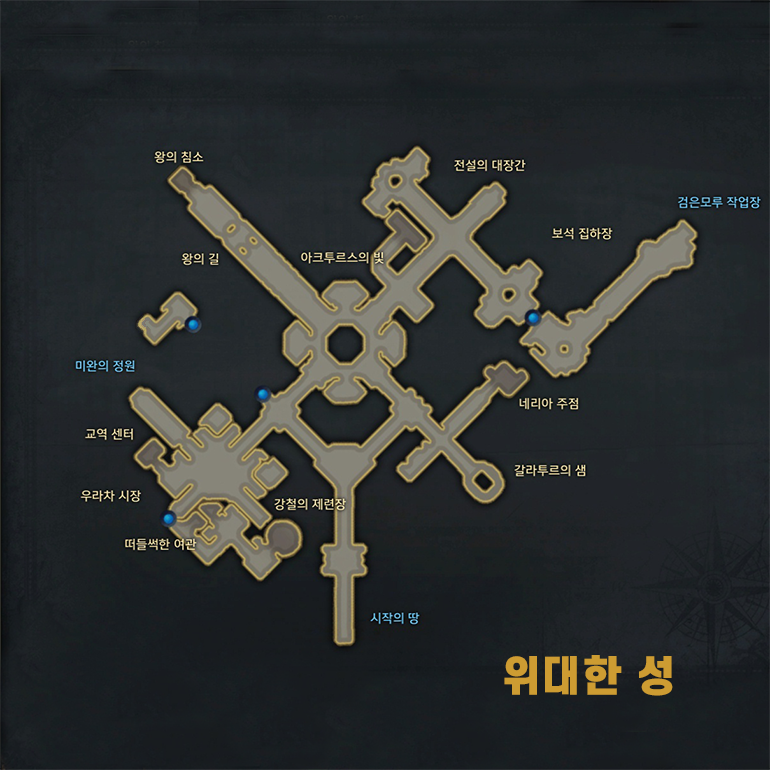 왕의 침소
전설의 대장간
검은모루 작업장
보석 집하장
왕의 길
아크투르스의 빛
미완의 정원
네리아 주점
교역 센터
갈라투르의 샘
우라차 시장
강철의 제련장
떠들썩한 여관
시작의 땅
위대한 성